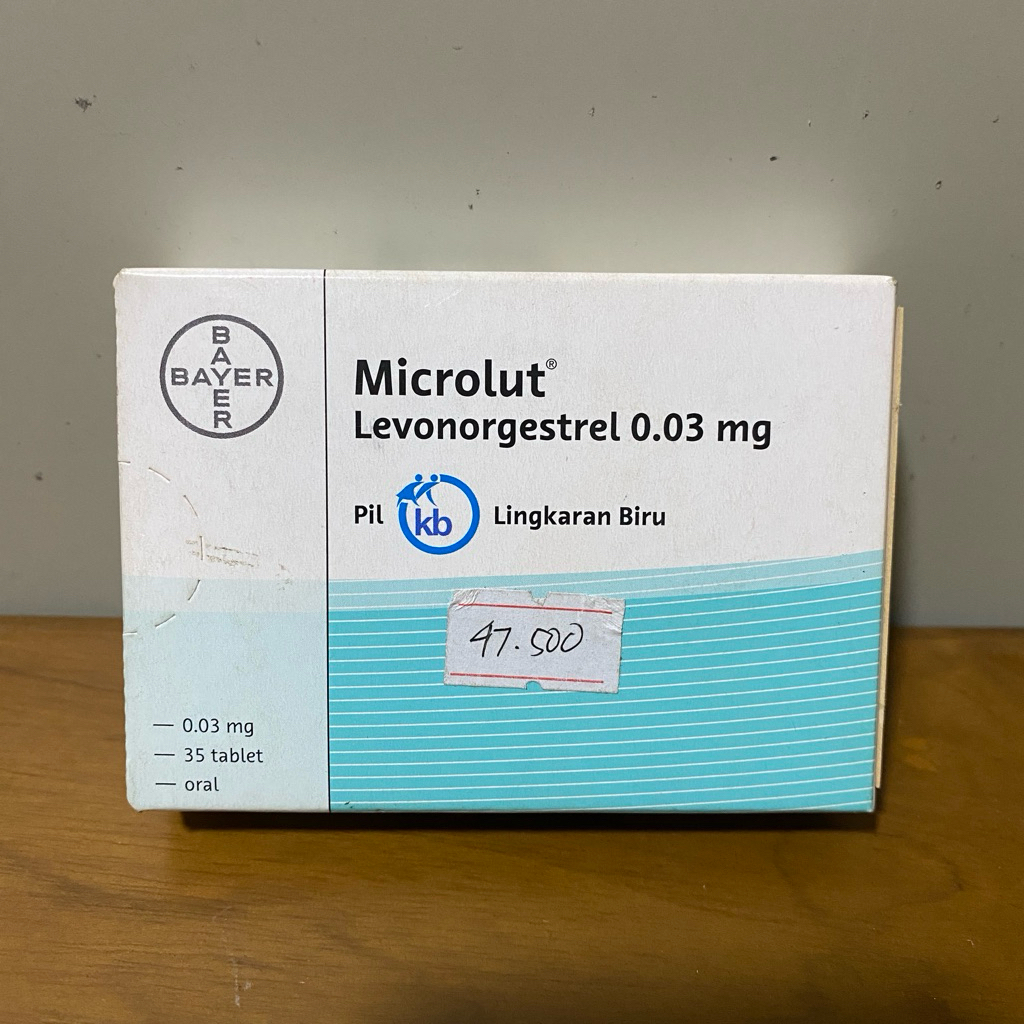 BAYER
BAYER
Microlut®
Levonorgestrel 0.03 mg
Pil kb Lingkaran Biru
47.500
— 0.03 mg
— 35 tablet
— oral